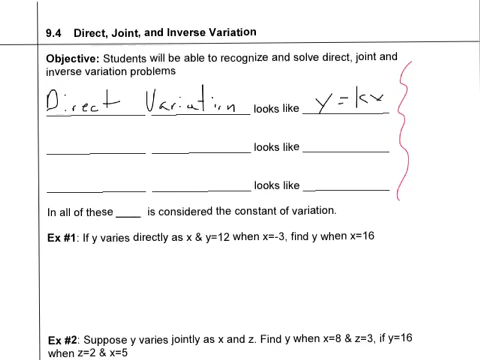 9.4 Direct, Joint, and Inverse Variation
Objective: Students will be able to recognize and solve direct, joint and
inverse variation problems
Direct Variation looks like y = kx
looks like
looks like
In all of these ____ is considered the constant of variation.
Ex #1: If y varies directly as x & y=12 when x=-3, find y when x=16
Ex #2: Suppose y varies jointly as x and z. Find y when x=8 & z=3, if y=16
when z=2 & x=5